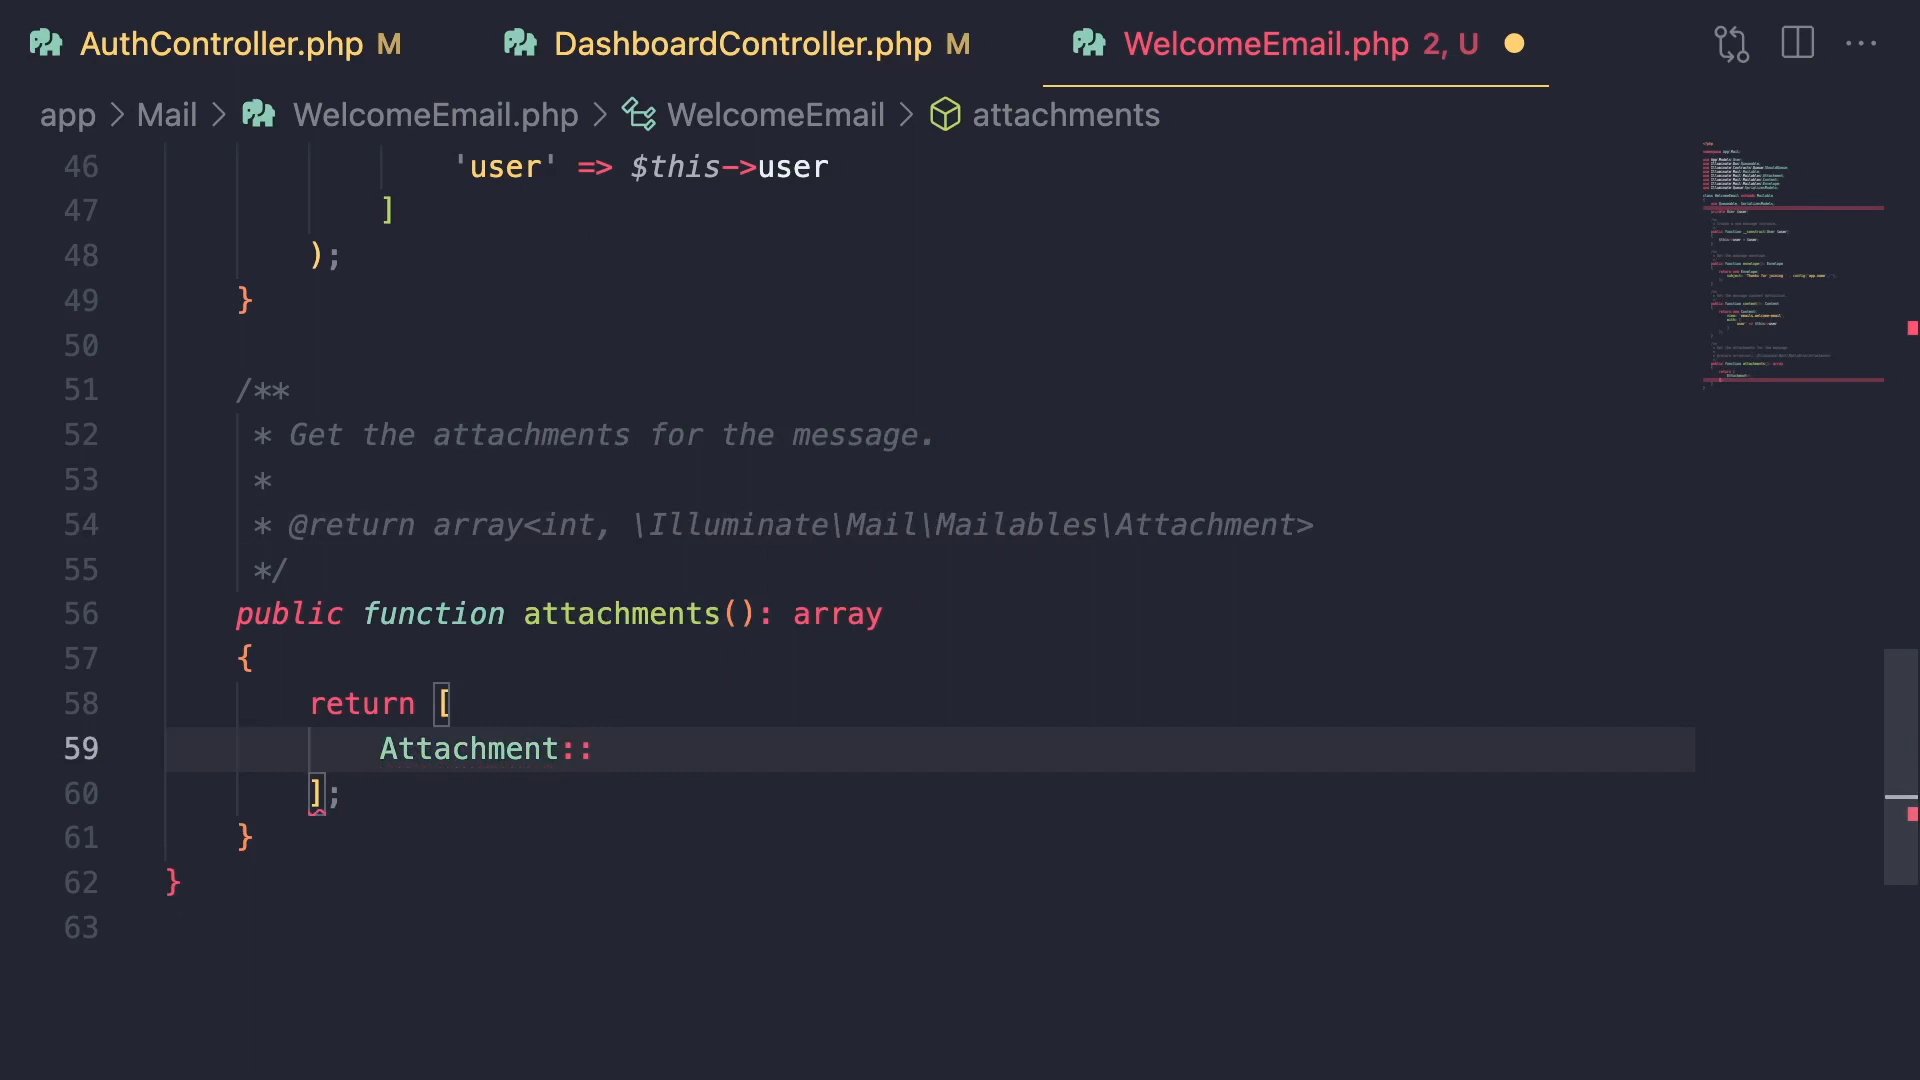 AuthController.php M DashboardController.php M WelcomeEmail.php 2, U
app > Mail > WelcomeEmail.php > WelcomeEmail > attachments
46 'user' => $this->user
47 ]
48 );
49 }
50
51 /**
52 * Get the attachments for the message.
53 *
54 * @return array<int, \Illuminate\Mail\Mailables\Attachment>
55 */
56 public function attachments(): array
57 {
58 return [
59 Attachment::
60 ];
61 }
62 }
63